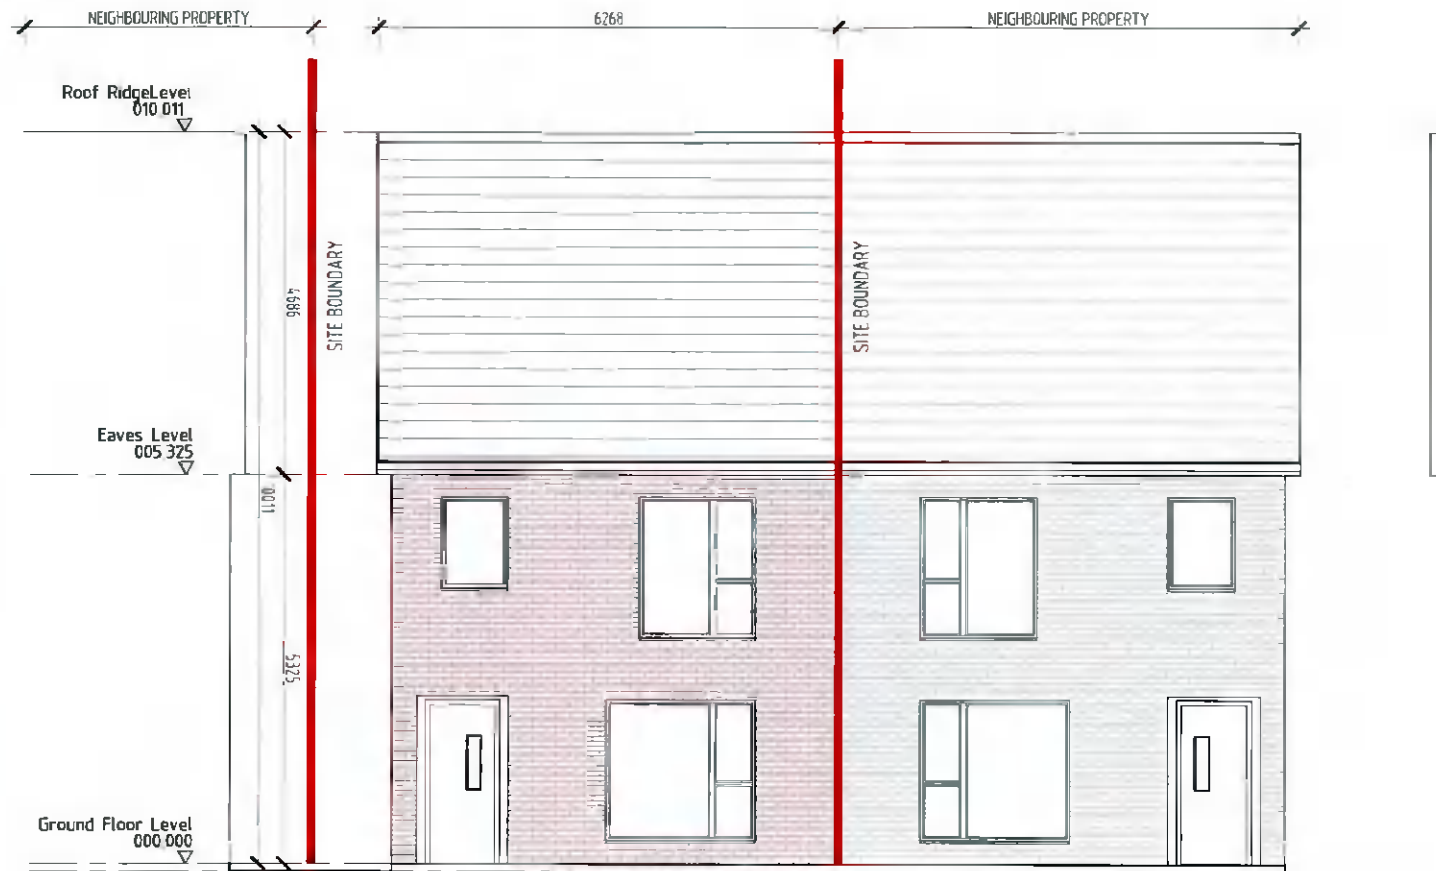 NEIGHBOURING PROPERTY
6268
NEIGHBOURING PROPERTY
Roof RidgeLevel
010 011
SITE BOUNDARY
SITE BOUNDARY
4686
Eaves Level
005 325
5325
Ground Floor Level
000 000